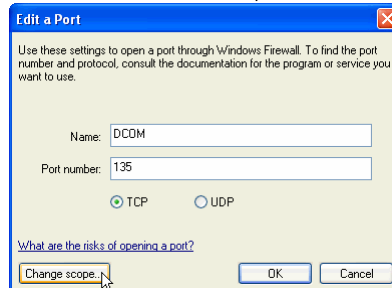 Edit a Port
Use these settings to open a port through Windows Firewall. To find the port
number and protocol, consult the documentation for the program or service you
want to use.
Name: DCOM
Port number: 135
TCP UDP
What are the risks of opening a port?
Change scope... OK Cancel